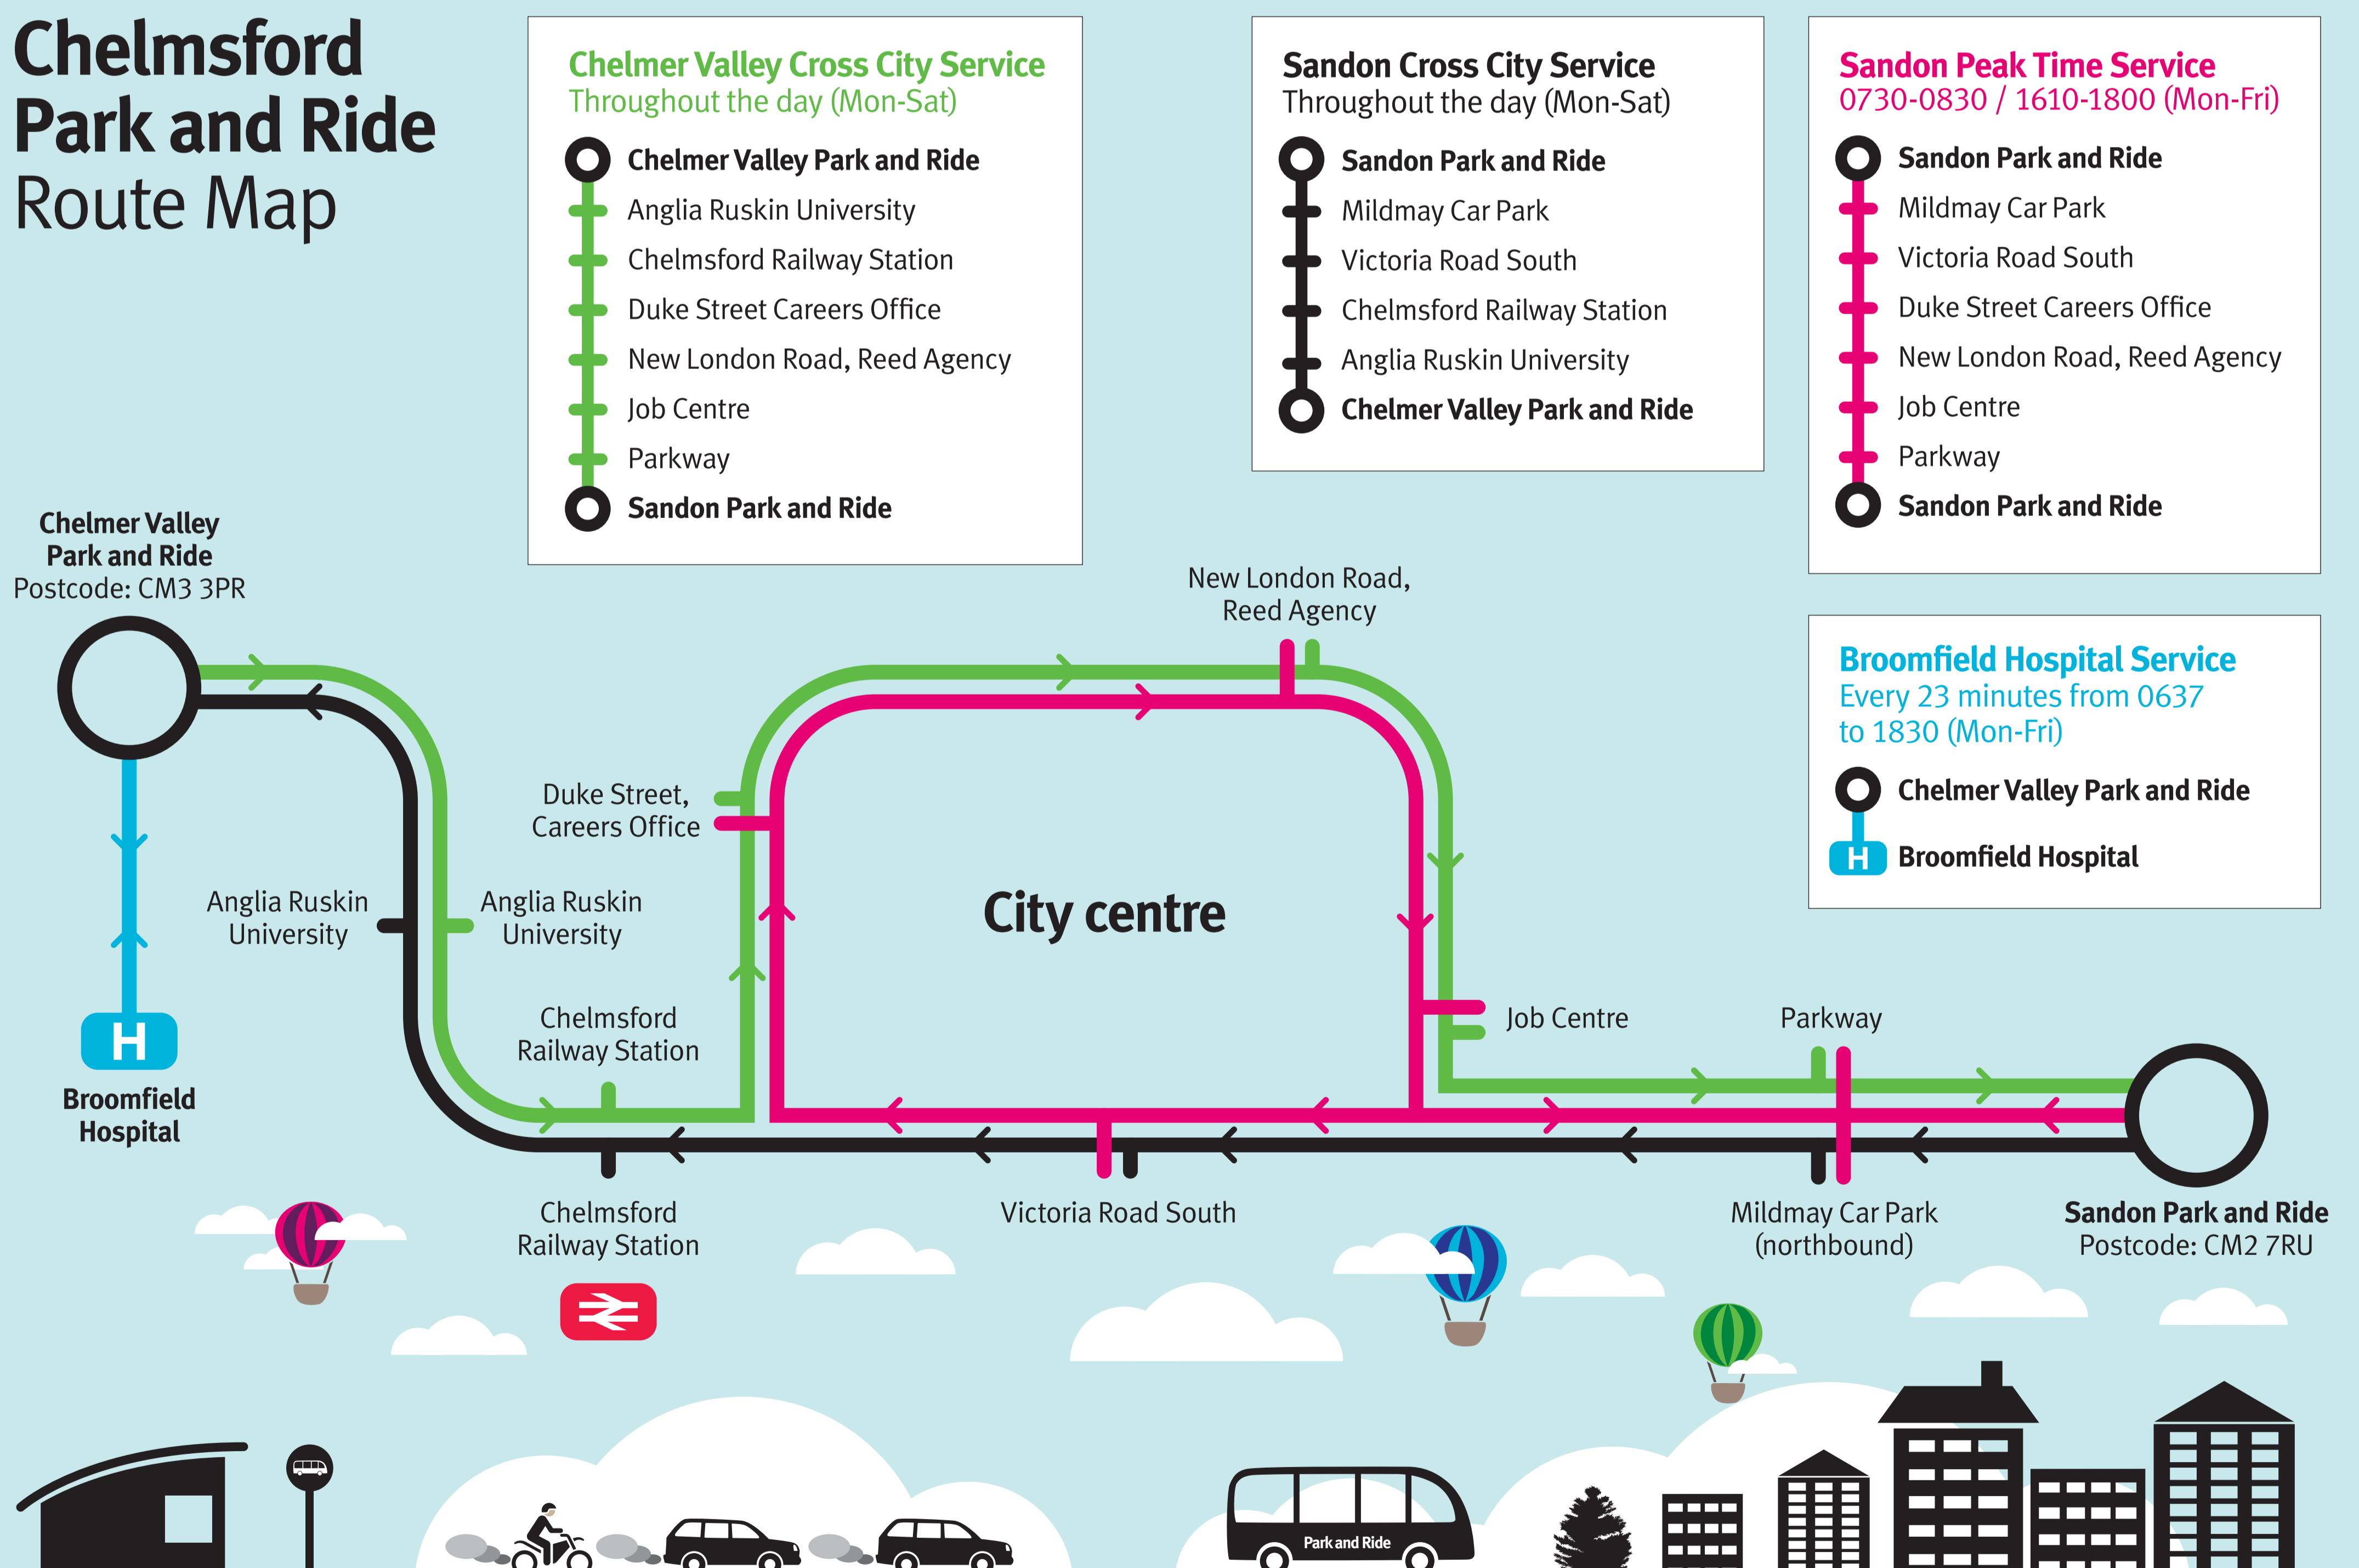 Chelmsford
Park and Ride
Route Map
Chelmer Valley Cross City Service
Throughout the day (Mon-Sat)
Chelmer Valley Park and Ride
Anglia Ruskin University
Chelmsford Railway Station
Duke Street Careers Office
New London Road, Reed Agency
Job Centre
Parkway
Sandon Park and Ride
Sandon Cross City Service
Throughout the day (Mon-Sat)
Sandon Park and Ride
Mildmay Car Park
Victoria Road South
Chelmsford Railway Station
Anglia Ruskin University
Chelmer Valley Park and Ride
Sandon Peak Time Service
0730-0830 / 1610-1800 (Mon-Fri)
Sandon Park and Ride
Mildmay Car Park
Victoria Road South
Duke Street Careers Office
New London Road, Reed Agency
Job Centre
Parkway
Sandon Park and Ride
Broomfield Hospital Service
Every 23 minutes from 0637
to 1830 (Mon-Fri)
Chelmer Valley Park and Ride
H Broomfield Hospital
Chelmer Valley
Park and Ride
Postcode: CM3 3PR
New London Road,
Reed Agency
Duke Street,
Careers Office
Anglia Ruskin
University
Anglia Ruskin
University
City centre
Chelmsford
Railway Station
Job Centre
Parkway
H
Broomfield
Hospital
Chelmsford
Railway Station
Victoria Road South
Mildmay Car Park
(northbound)
Sandon Park and Ride
Postcode: CM2 7RU
Park and Ride